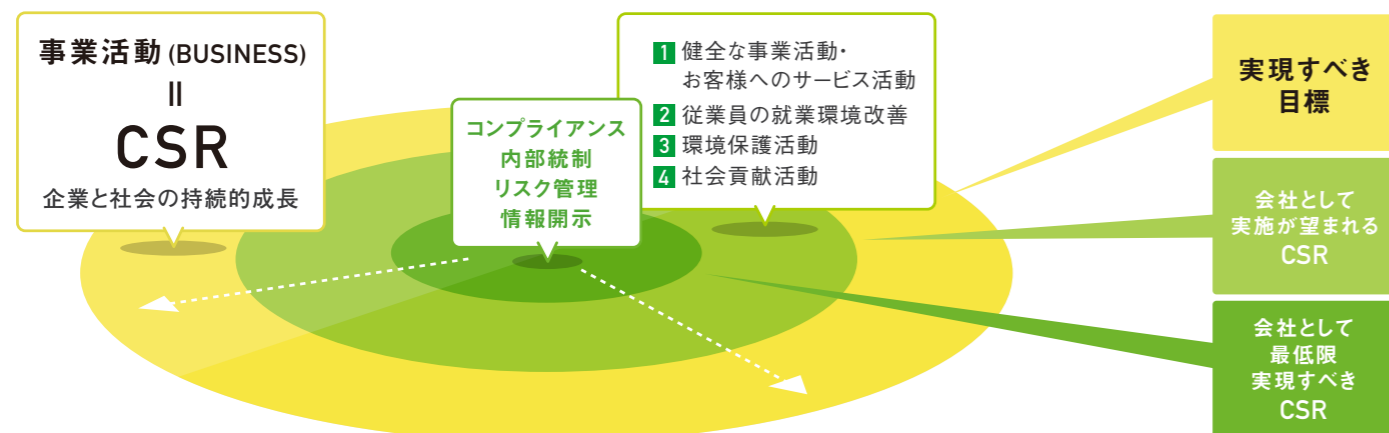 事業活動 (BUSINESS)
=
CSR
企業と社会の持続的成長
コンプライアンス
内部統制
リスク管理
情報開示
1 健全な事業活動・
お客様へのサービス活動
2 従業員の就業環境改善
3 環境保護活動
4 社会貢献活動
実現すべき
目標
会社として
実施が望まれる
CSR
会社として
最低限
実現すべき
CSR